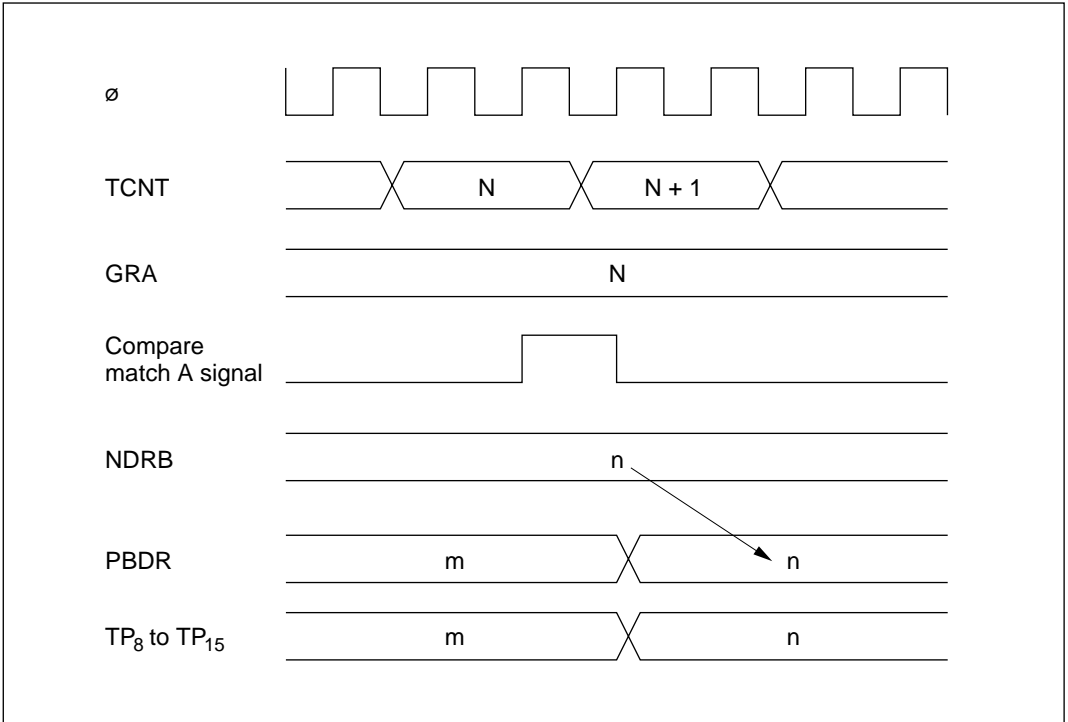 ø
TCNT N N + 1
GRA N
Compare
match A signal
NDRB n
PBDR m n
TP8 to TP15 m n